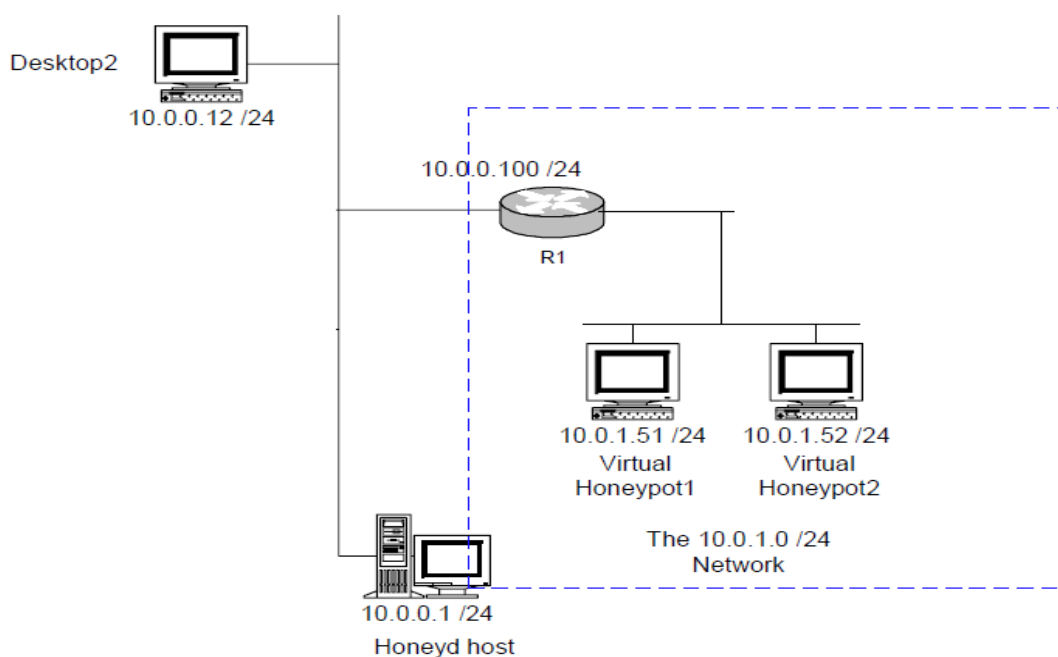 Desktop2
10.0.0.12 /24
10.0.0.100 /24
R1
10.0.1.51 /24
Virtual
Honeypot1
10.0.1.52 /24
Virtual
Honeypot2
The 10.0.1.0 /24
Network
10.0.0.1 /24
Honeyd host